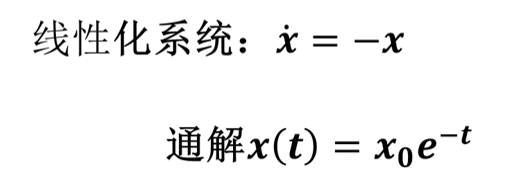 线性化系统：ẋ = −x
通解x(t) = x₀e⁻ᵗ